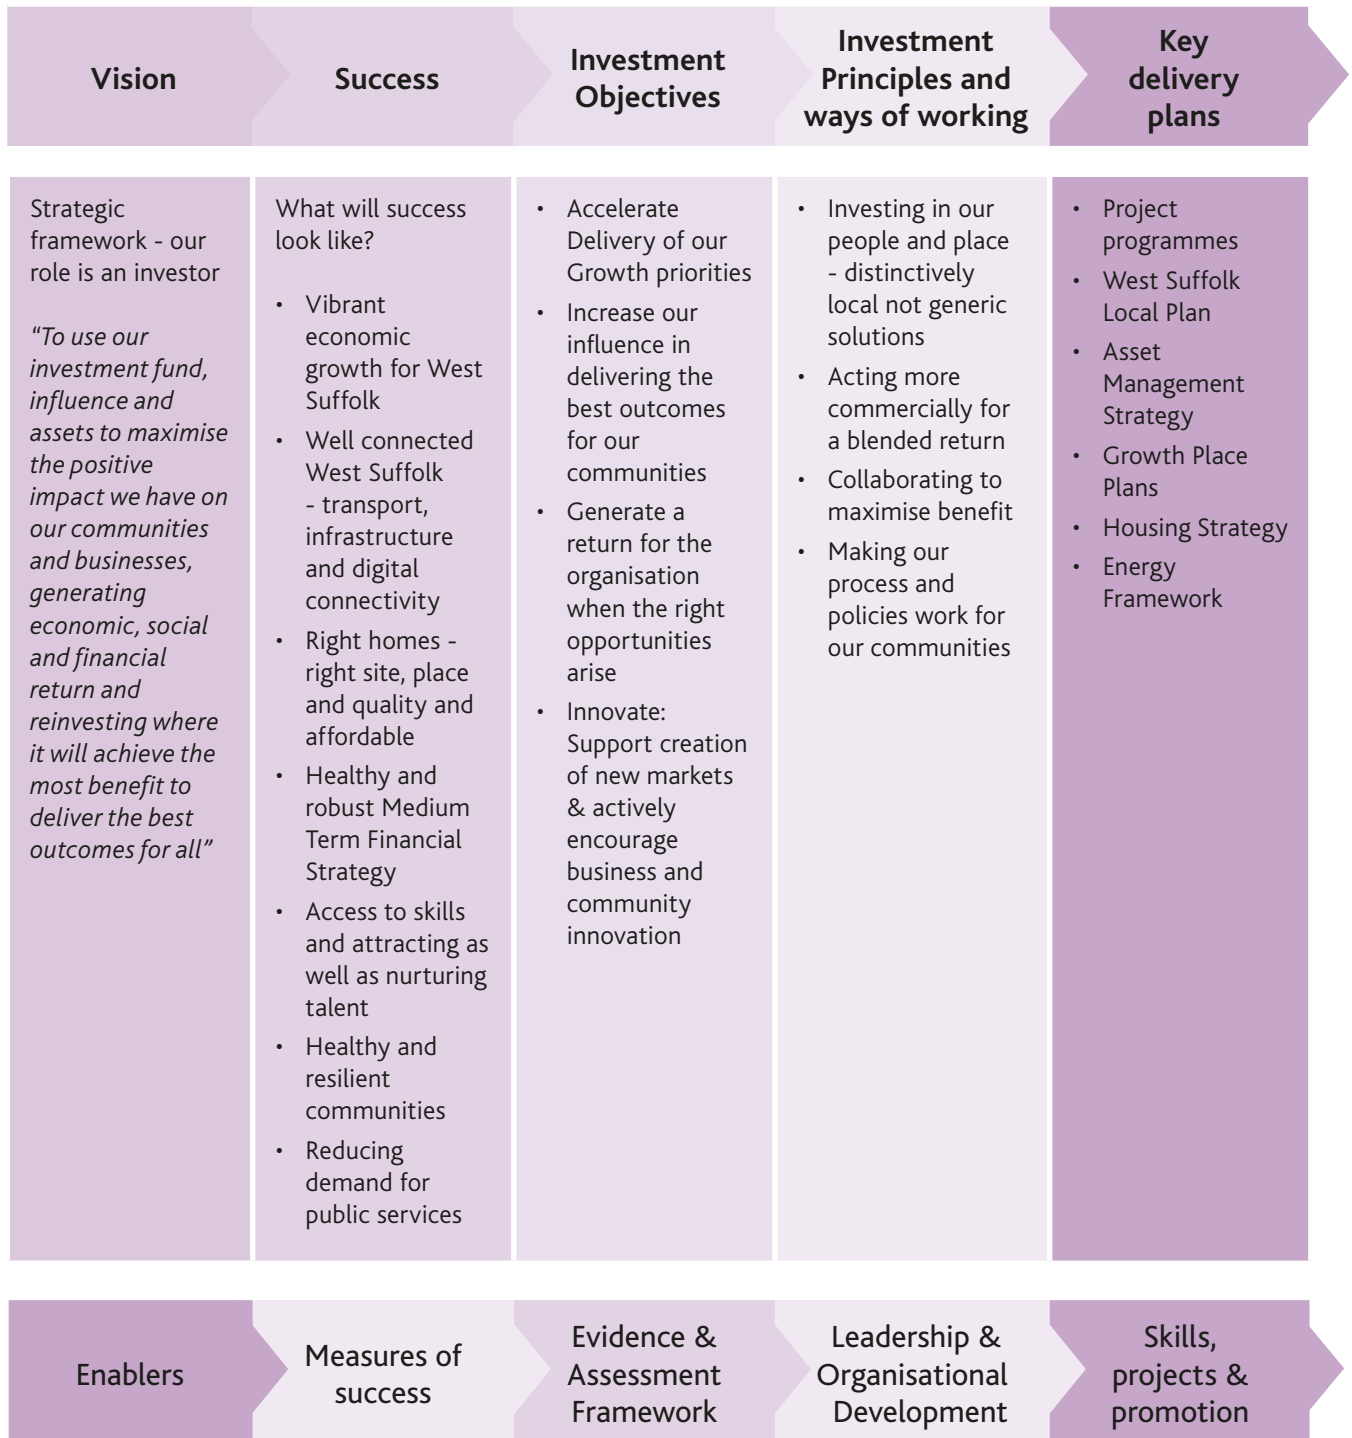 Vision
Success
Investment
Objectives
Investment
Principles and
ways of working
Key
delivery
plans
Strategic
framework - our
role is an investor
“To use our
investment fund,
influence and
assets to maximise
the positive
impact we have on
our communities
and businesses,
generating
economic, social
and financial
return and
reinvesting where
it will achieve the
most benefit to
deliver the best
outcomes for all”
What will success
look like?
• Vibrant
economic
growth for West
Suffolk
• Well connected
West Suffolk
- transport,
infrastructure
and digital
connectivity
• Right homes -
right site, place
and quality and
affordable
• Healthy and
robust Medium
Term Financial
Strategy
• Access to skills
and attracting as
well as nurturing
talent
• Healthy and
resilient
communities
• Reducing
demand for
public services
• Accelerate
Delivery of our
Growth priorities
• Increase our
influence in
delivering the
best outcomes
for our
communities
• Generate a
return for the
organisation
when the right
opportunities
arise
• Innovate:
Support creation
of new markets
& actively
encourage
business and
community
innovation
• Investing in our
people and place
- distinctively
local not generic
solutions
• Acting more
commercially for
a blended return
• Collaborating to
maximise benefit
• Making our
process and
policies work for
our communities
• Project
programmes
• West Suffolk
Local Plan
• Asset
Management
Strategy
• Growth Place
Plans
• Housing Strategy
• Energy
Framework
Enablers
Measures of
success
Evidence &
Assessment
Framework
Leadership &
Organisational
Development
Skills,
projects &
promotion